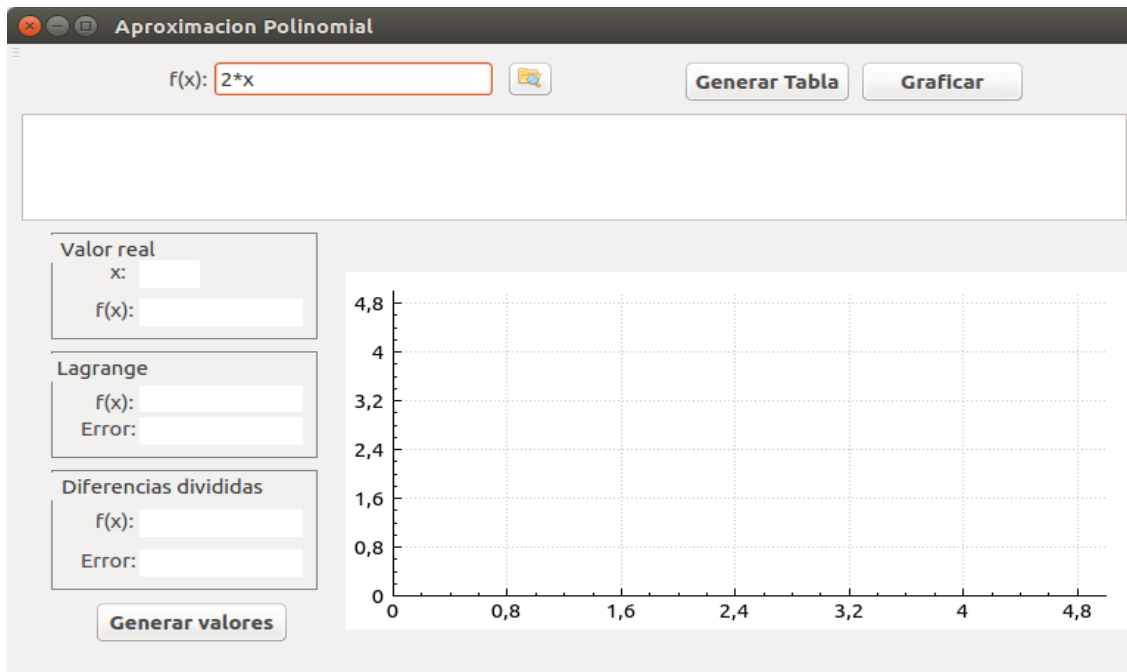 Aproximacion Polinomial
f(x): 2*x
Generar Tabla
Graficar
Valor real
x:
f(x):
Lagrange
f(x):
Error:
Diferencias divididas
f(x):
Error:
Generar valores
4,8
4
3,2
2,4
1,6
0,8
0
0 0,8 1,6 2,4 3,2 4 4,8